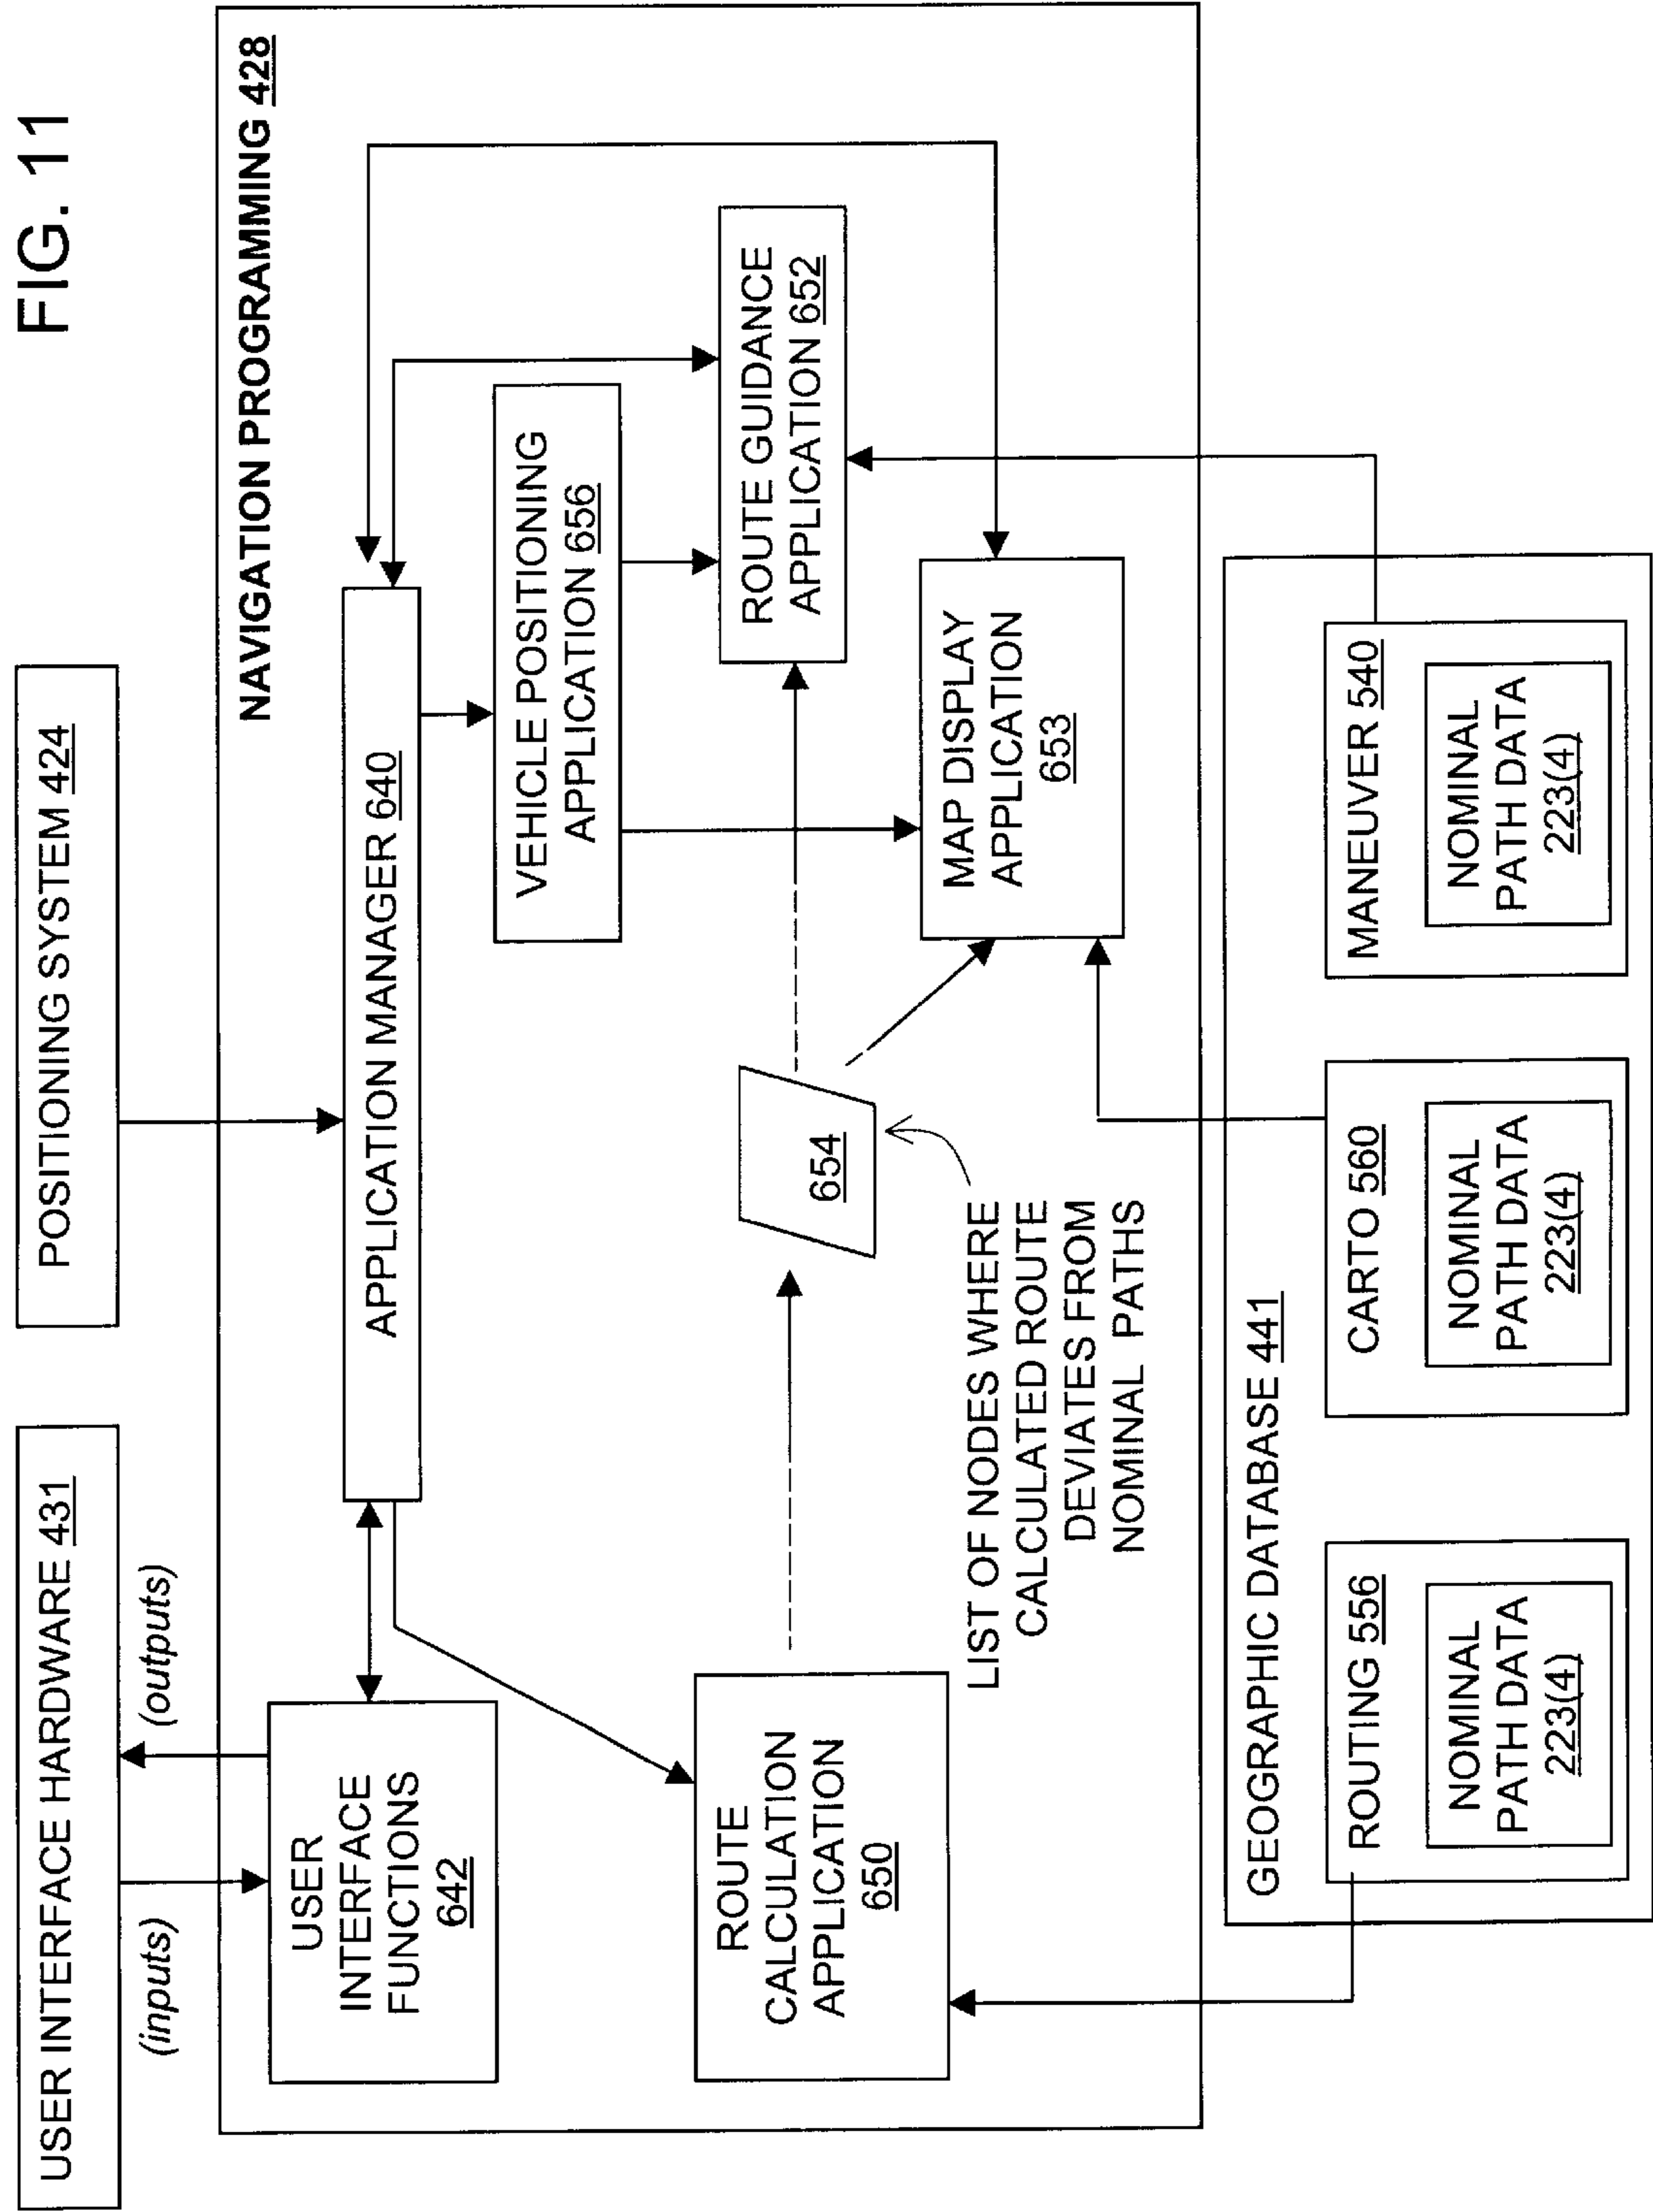 FIG. 11
USER INTERFACE HARDWARE 431
POSITIONING SYSTEM 424
(inputs)
(outputs)
NAVIGATION PROGRAMMING 428
USER
INTERFACE
FUNCTIONS
642
APPLICATION MANAGER 640
VEHICLE POSITIONING
APPLICATION 656
ROUTE
CALCULATION
APPLICATION
650
654
ROUTE GUIDANCE
APPLICATION 652
LIST OF NODES WHERE
CALCULATED ROUTE
DEVIATES FROM
NOMINAL PATHS
MAP DISPLAY
APPLICATION
653
GEOGRAPHIC DATABASE 441
ROUTING 556
NOMINAL
PATH DATA
223(4)
CARTO 560
NOMINAL
PATH DATA
223(4)
MANEUVER 540
NOMINAL
PATH DATA
223(4)